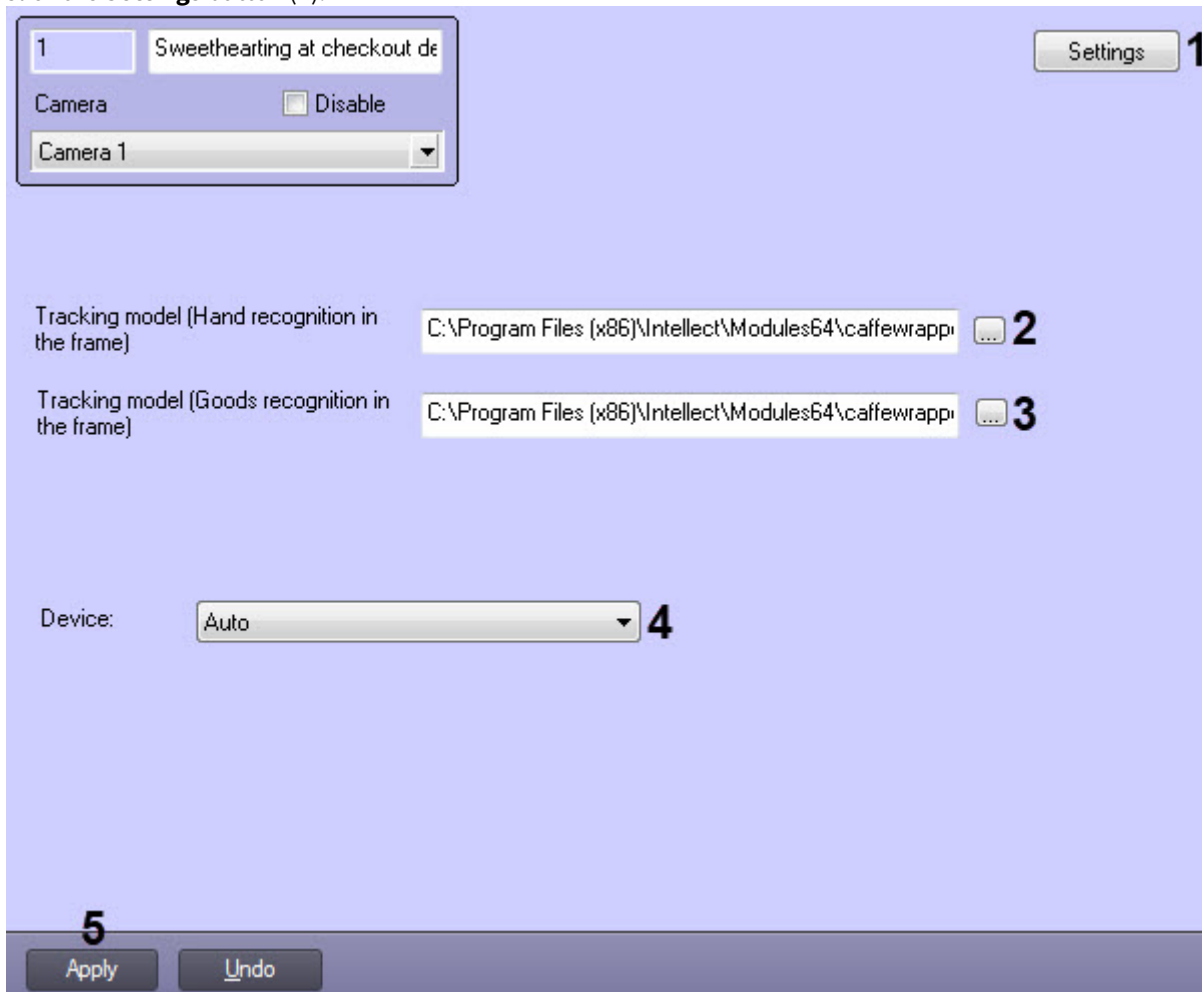 Settings
(1).
1 Sweethearting at checkout de
Settings 1
Camera Disable
Camera 1
Tracking model (Hand recognition in
the frame)
C:\Program Files (x86)\Intellect\Modules64\caffewrapp
... 2
Tracking model (Goods recognition in
the frame)
C:\Program Files (x86)\Intellect\Modules64\caffewrapp
... 3
Device: Auto 4
5
Apply Undo